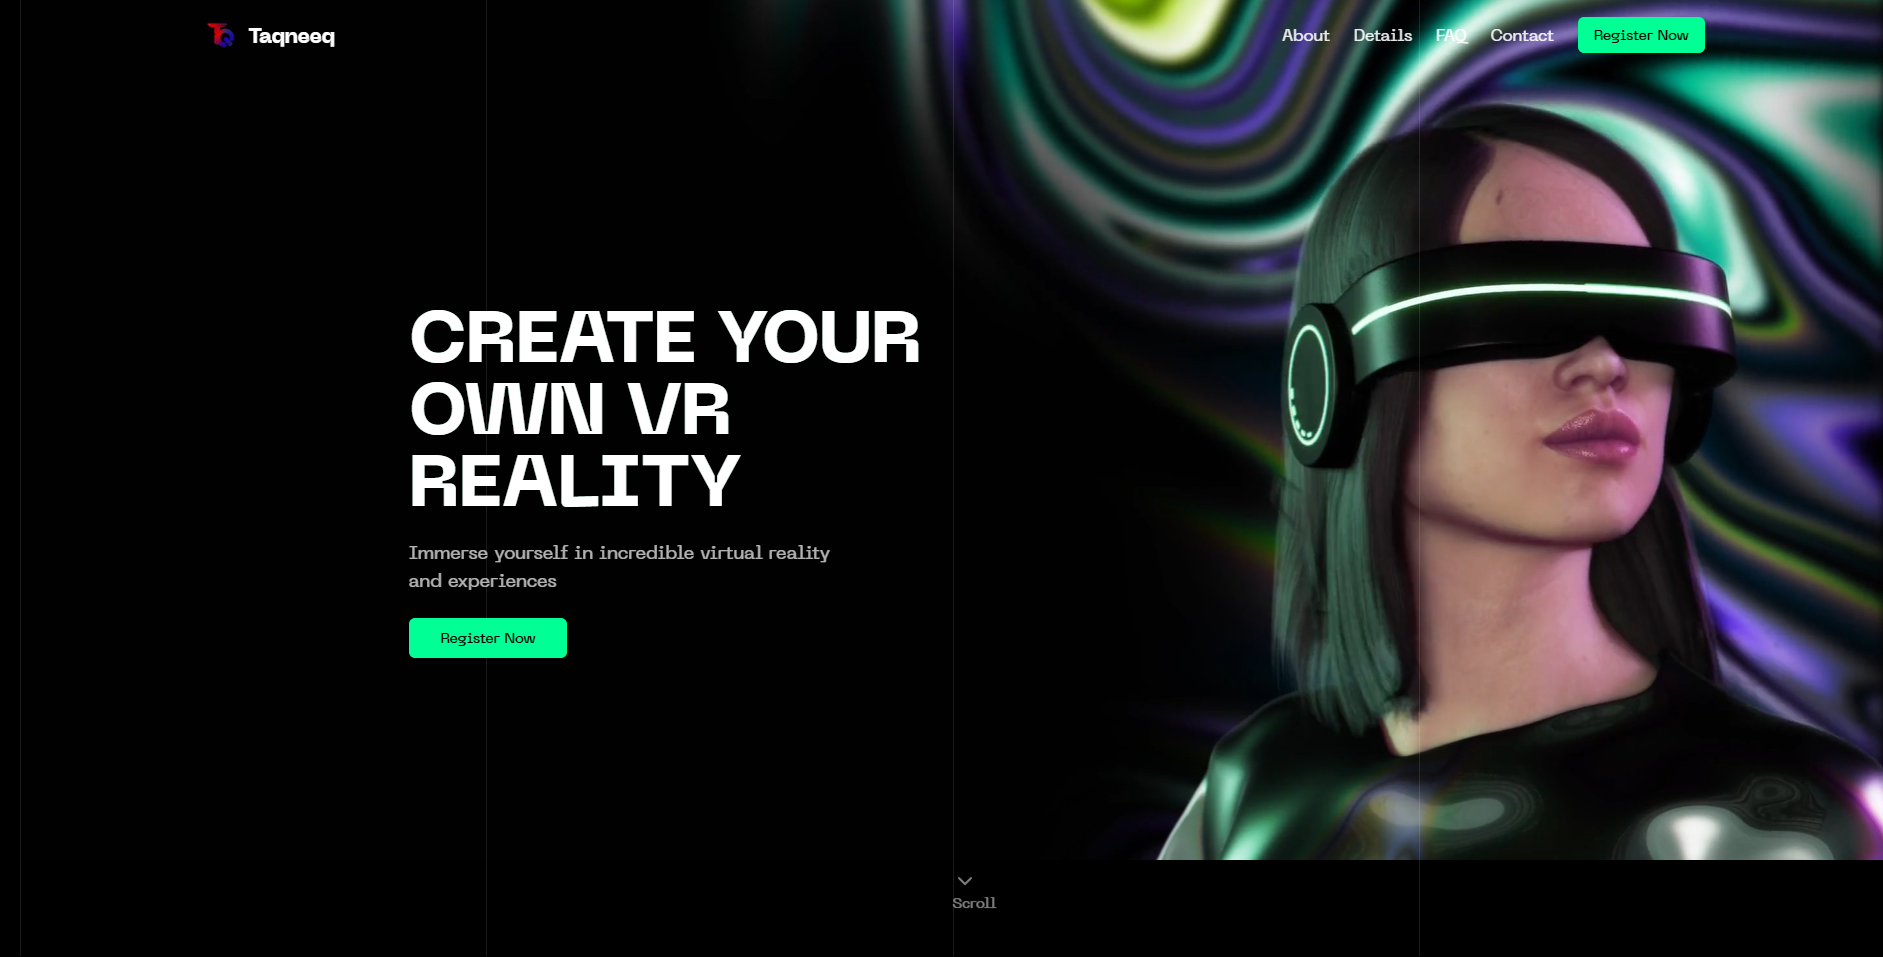 TQ Taqneeq
About Details FAQ Contact Register Now
CREATE YOUR
OWN VR
REALITY
Immerse yourself in incredible virtual reality
and experiences
Register Now
Scroll